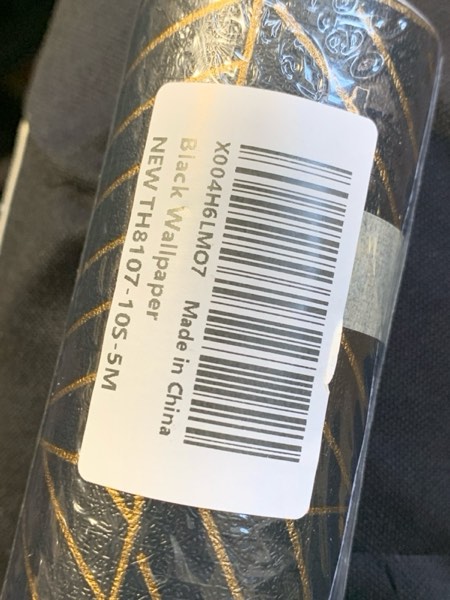 X004H6LMO7 Made in China
Black Wallpaper
NEW TH8107-10S-5M